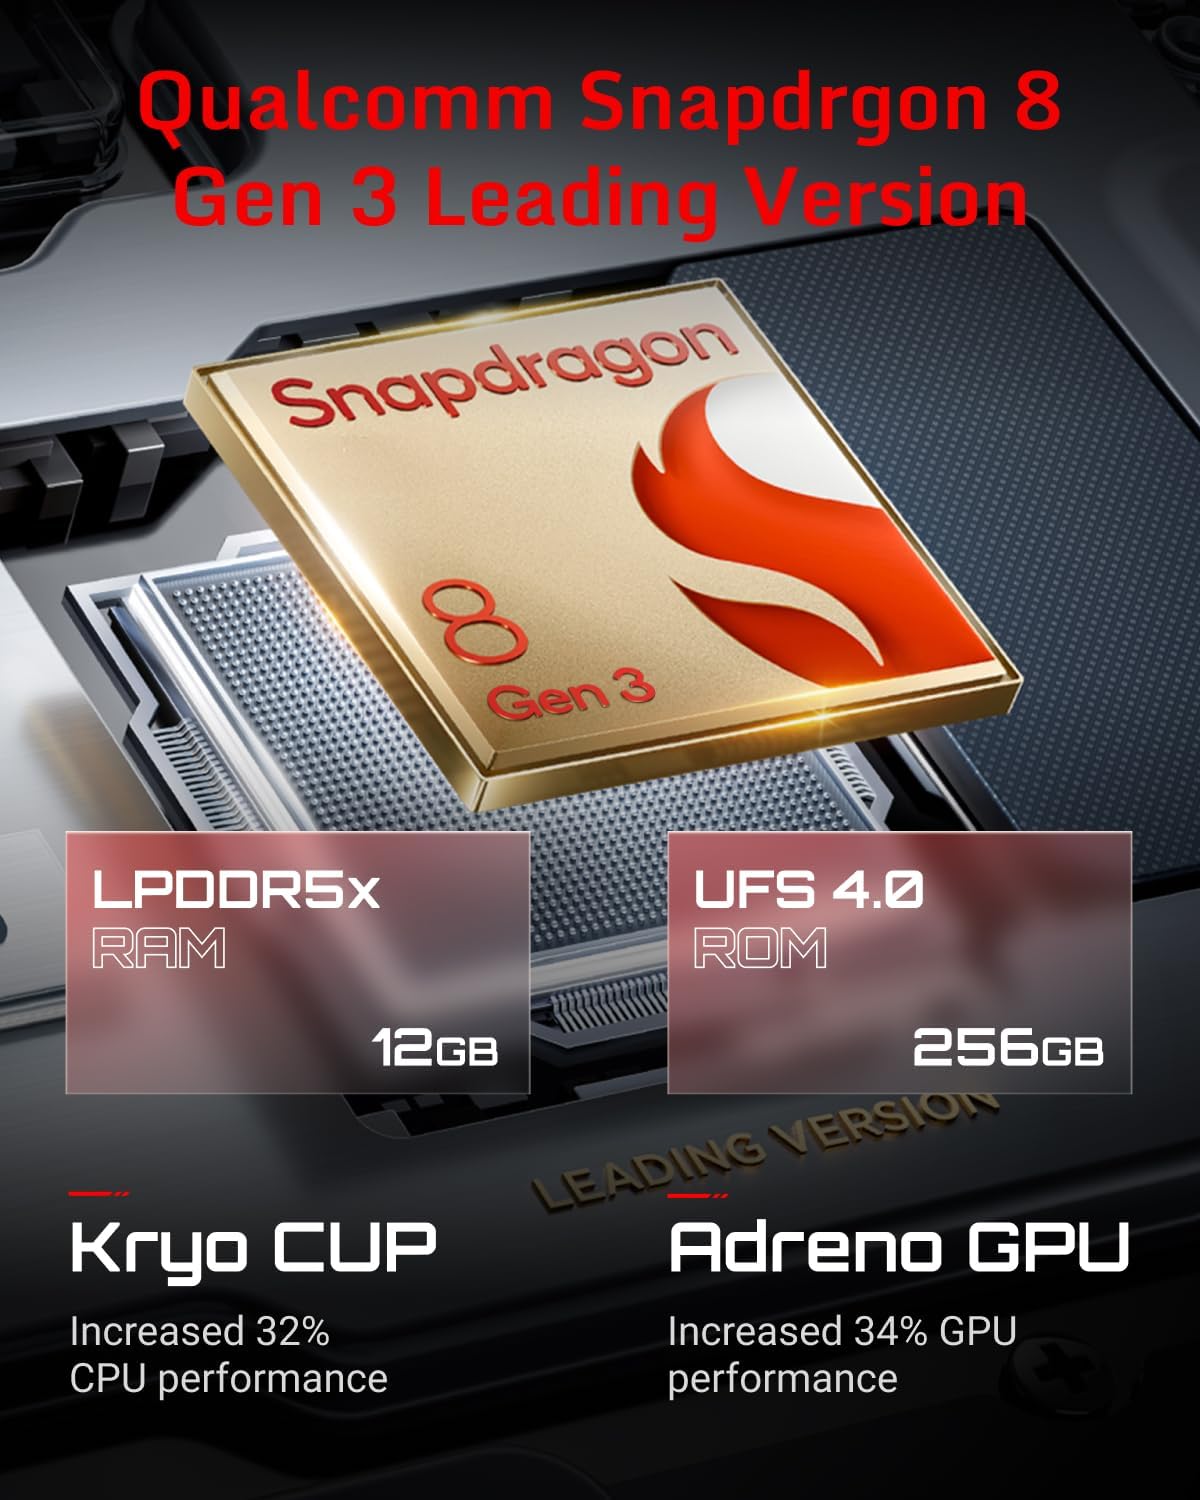 Qualcomm Snapdrgon 8
Gen 3 Leading Version
Snapdragon
8
Gen 3
LPDDR5x
RAM
12GB
UFS 4.0
ROM
256GB
LEADING VERSION
Kryo CUP
Increased 32%
CPU performance
Adreno GPU
Increased 34% GPU
performance